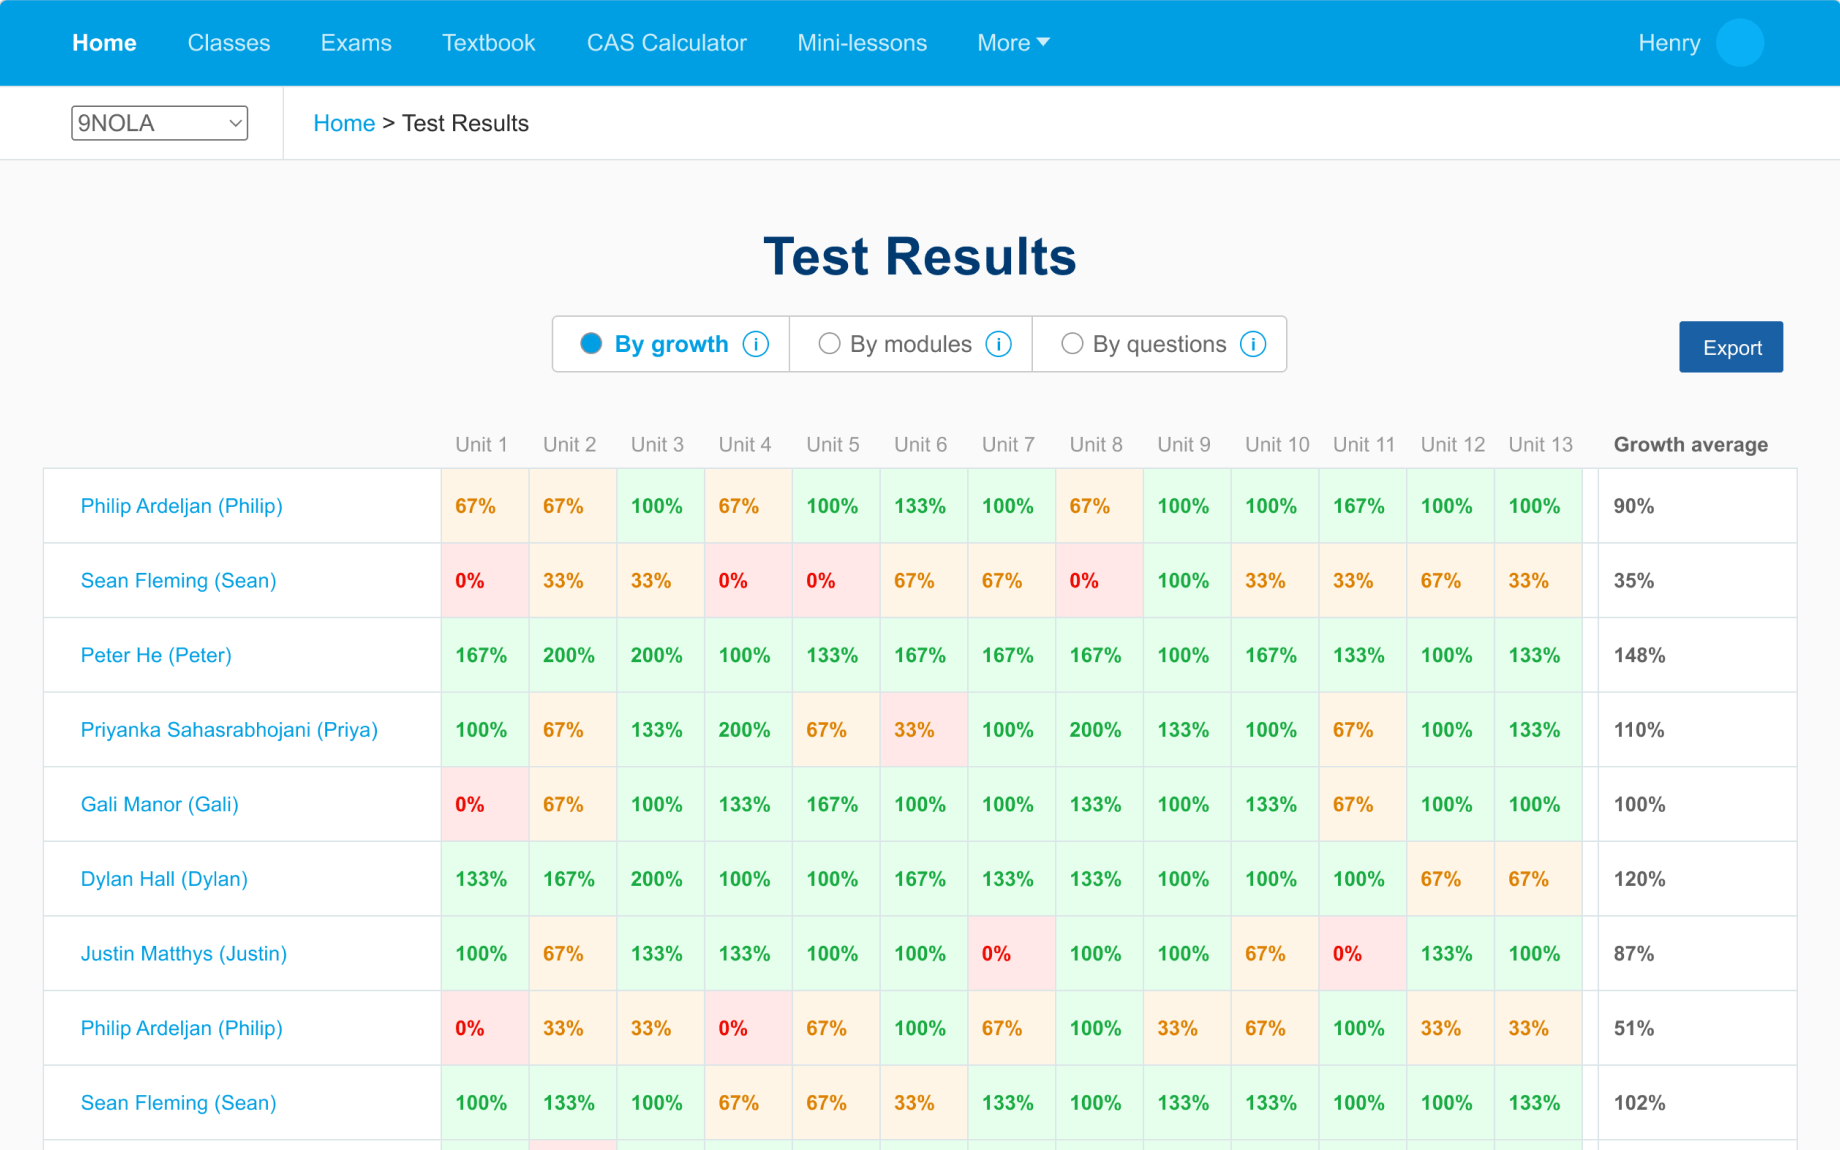 Home Classes Exams Textbook CAS Calculator Mini-lessons More Henry
9NOLA Home > Test Results
Test Results
By growth i By modules i By questions i
Export
Unit 1 Unit 2 Unit 3 Unit 4 Unit 5 Unit 6 Unit 7 Unit 8 Unit 9 Unit 10 Unit 11 Unit 12 Unit 13 Growth average
Philip Ardeljan (Philip) 67% 67% 100% 67% 100% 133% 100% 67% 100% 100% 167% 100% 100% 90%
Sean Fleming (Sean) 0% 33% 33% 0% 0% 67% 67% 0% 100% 33% 33% 67% 33% 35%
Peter He (Peter) 167% 200% 200% 100% 133% 167% 167% 167% 100% 167% 133% 100% 133% 148%
Priyanka Sahasrabhojani (Priya) 100% 67% 133% 200% 67% 33% 100% 200% 133% 100% 67% 100% 133% 110%
Gali Manor (Gali) 0% 67% 100% 133% 167% 100% 100% 133% 100% 133% 67% 100% 100% 100%
Dylan Hall (Dylan) 133% 167% 200% 100% 100% 167% 133% 133% 100% 100% 100% 67% 67% 120%
Justin Matthys (Justin) 100% 67% 133% 133% 100% 100% 0% 100% 100% 67% 0% 133% 100% 87%
Philip Ardeljan (Philip) 0% 33% 33% 0% 67% 100% 67% 100% 33% 67% 100% 33% 33% 51%
Sean Fleming (Sean) 100% 133% 100% 67% 67% 33% 133% 100% 133% 133% 100% 100% 133% 102%